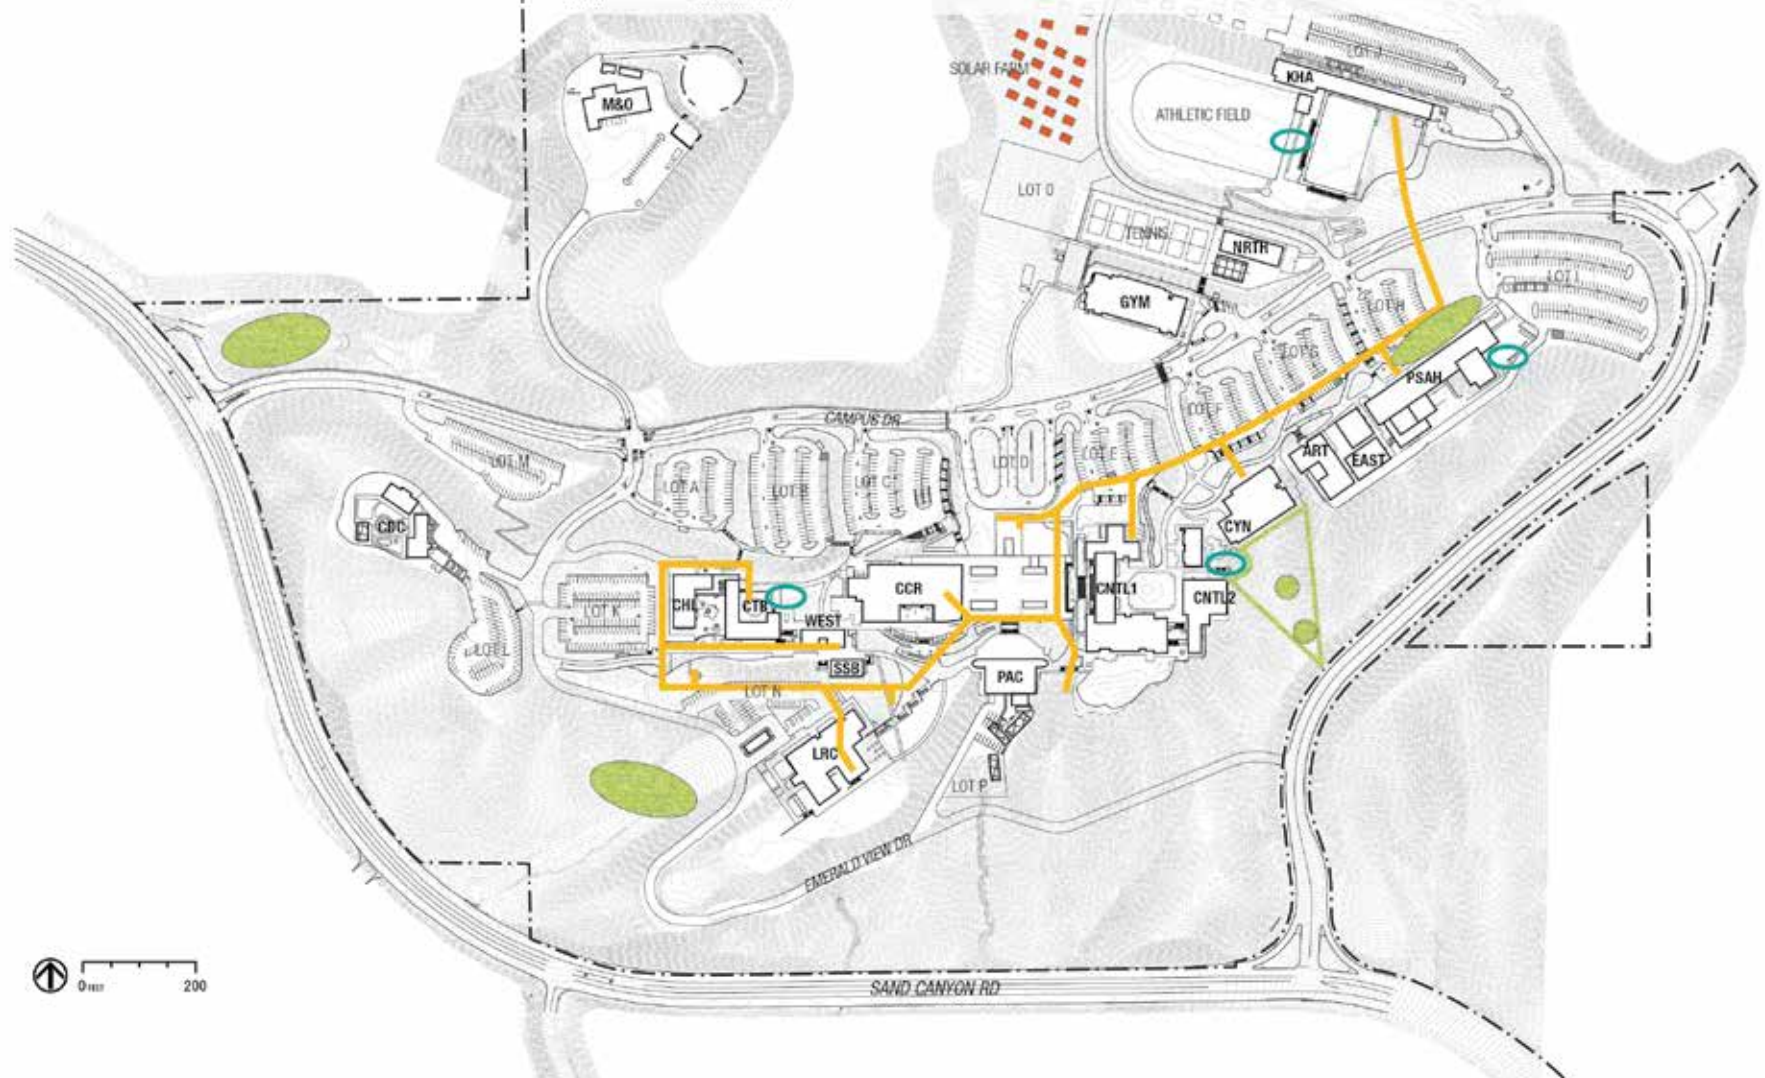 LOT J
KHA
SOLAR FARM
M&O
ATHLETIC FIELD
LOT O
TENNIS
NRTR
LOT I
GYM
LOT H
LOT G
PSAH
LOT F
CAMPUS DR
LOT M
LOT A
LOT B
LOT C
LOT D
LOT E
ART
EAST
CDC
CYN
LOT K
CHL
CTB
CCR
CNTL1
CNTL2
WEST
LOT L
SSB
LOT N
PAC
LRC
LOT P
EMERALD VIEW DR
0 FEET
200
SAND CANYON RD